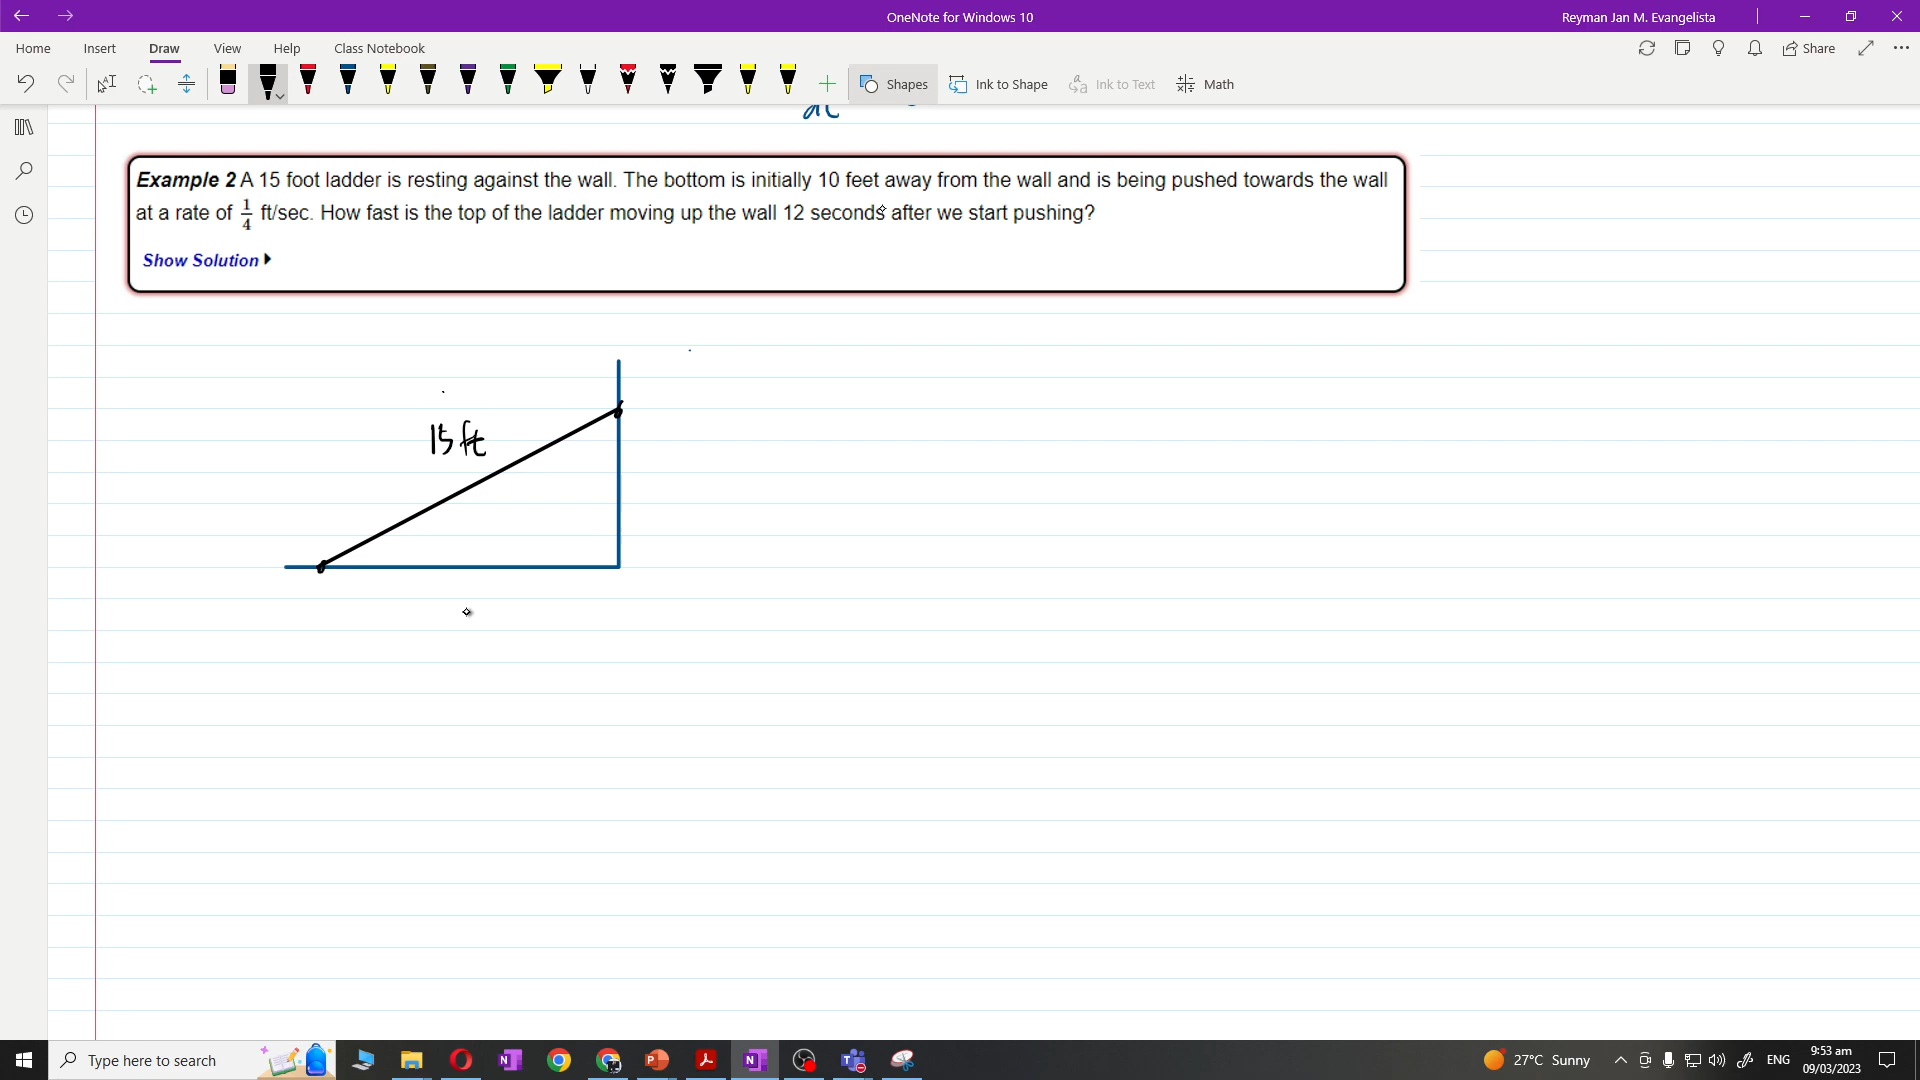 OneNote for Windows 10
Reyman Jan M. Evangelista
Home Insert Draw View Help Class Notebook
Share
Shapes Ink to Shape Ink to Text Math
Example 2 A 15 foot ladder is resting against the wall. The bottom is initially 10 feet away from the wall and is being pushed towards the wall
at a rate of 1/4 ft/sec. How fast is the top of the ladder moving up the wall 12 seconds after we start pushing?
Show Solution
15 ft
Type here to search
27°C Sunny
ENG
9:53 am
09/03/2023